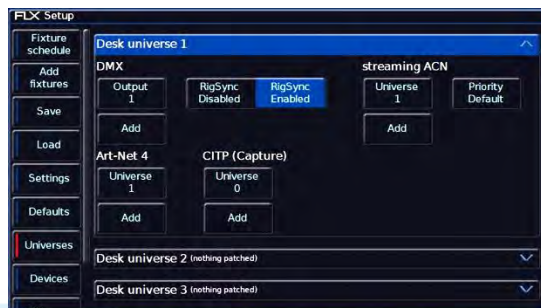 FLX Setup
Fixture schedule
Add fixtures
Save
Load
Settings
Defaults
Universes
Devices
Desk universe 1
DMX
Output 1
Add
RigSync Disabled
RigSync Enabled
streaming ACN
Universe 1
Add
Priority Default
Art-Net 4
Universe 1
Add
CITP (Capture)
Universe 0
Add
Desk universe 2 (nothing patched)
Desk universe 3 (nothing patched)